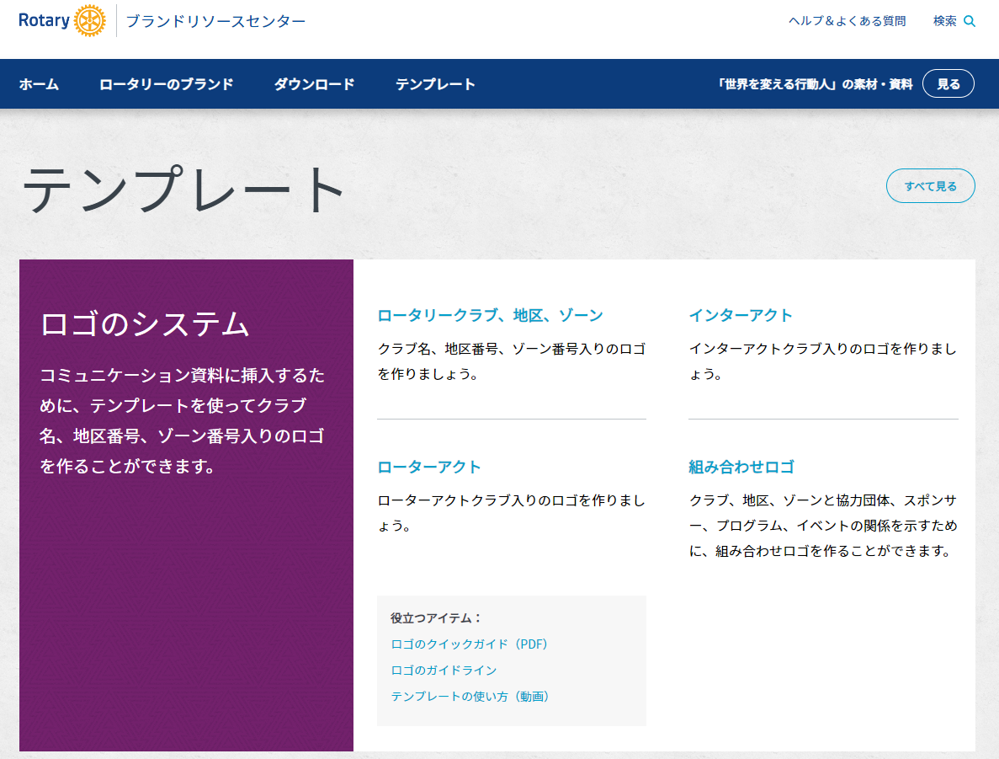 Rotary
ブランドリソースセンター
ヘルプ＆よくある質問
検索
ホーム
ロータリーのブランド
ダウンロード
テンプレート
「世界を変える行動人」の素材・資料
見る
テンプレート
すべて見る
ロゴのシステム
コミュニケーション資料に挿入するた
めに、テンプレートを使ってクラブ
名、地区番号、ゾーン番号入りのロゴ
を作ることができます。
ロータリークラブ、地区、ゾーン
クラブ名、地区番号、ゾーン番号入りのロゴ
を作りましょう。
インターアクト
インターアクトクラブ入りのロゴを作りまし
ょう。
ローターアクト
ローターアクトクラブ入りのロゴを作りまし
ょう。
組み合わせロゴ
クラブ、地区、ゾーンと協力団体、スポンサ
ー、プログラム、イベントの関係を示すため
に、組み合わせロゴを作ることができます。
役立つアイテム：
ロゴのクイックガイド（PDF）
ロゴのガイドライン
テンプレートの使い方（動画）